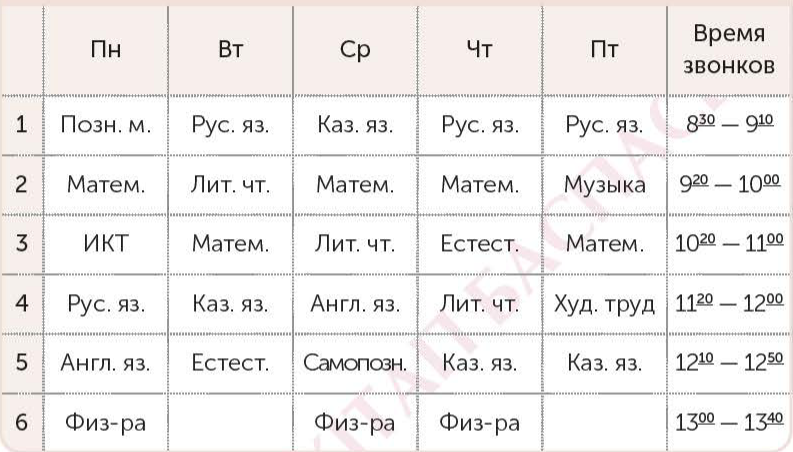 Пн Вт Ср Чт Пт Время звонков
1 Позн. м. Рус. яз. Каз. яз. Рус. яз. Рус. яз. 8³⁰ — 9¹⁰
2 Матем. Лит. чт. Матем. Матем. Музыка 9²⁰ — 10⁰⁰
3 ИКТ Матем. Лит. чт. Естест. Матем. 10²⁰ — 11⁰⁰
4 Рус. яз. Каз. яз. Англ. яз. Лит. чт. Худ. труд 11²⁰ — 12⁰⁰
5 Англ. яз. Естест. Самопозн. Каз. яз. Каз. яз. 12¹⁰ — 12⁵⁰
6 Физ-ра Физ-ра Физ-ра 13⁰⁰ — 13⁴⁰